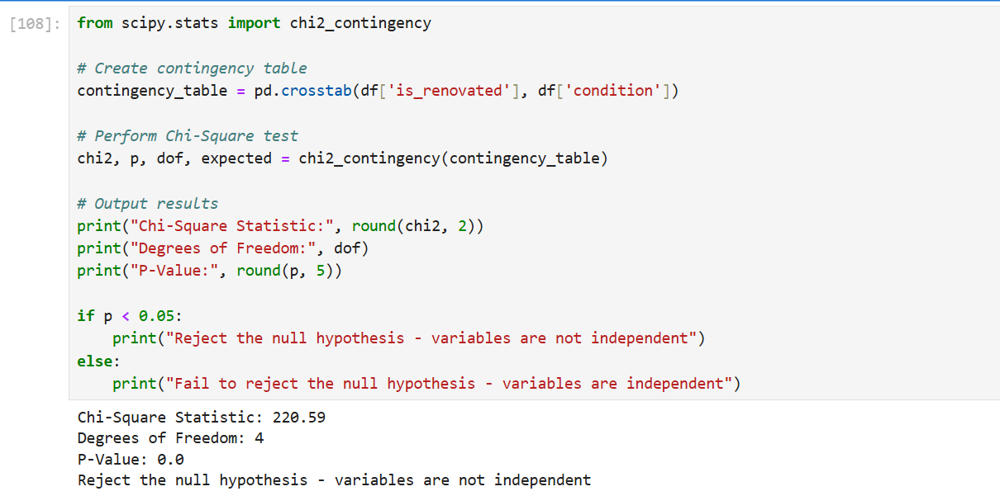 [108]: from scipy.stats import chi2_contingency
# Create contingency table
contingency_table = pd.crosstab(df['is_renovated'], df['condition'])
# Perform Chi-Square test
chi2, p, dof, expected = chi2_contingency(contingency_table)
# Output results
print("Chi-Square Statistic:", round(chi2, 2))
print("Degrees of Freedom:", dof)
print("P-Value:", round(p, 5))
if p < 0.05:
    print("Reject the null hypothesis - variables are not independent")
else:
    print("Fail to reject the null hypothesis - variables are independent")
Chi-Square Statistic: 220.59
Degrees of Freedom: 4
P-Value: 0.0
Reject the null hypothesis - variables are not independent